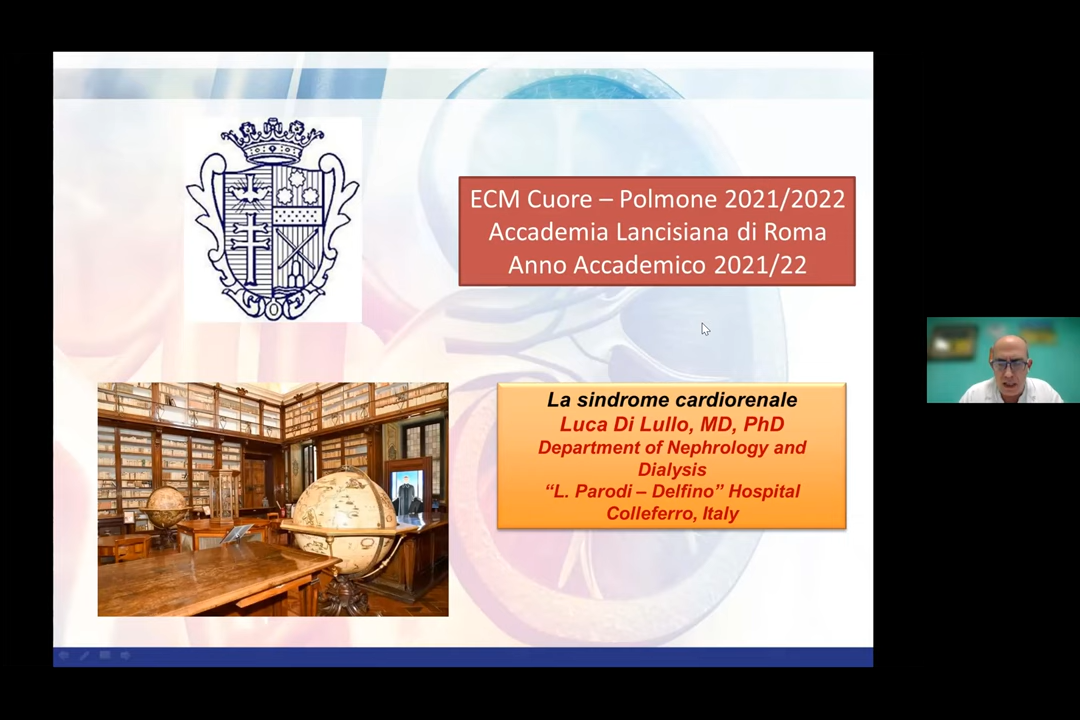 ECM Cuore – Polmone 2021/2022
Accademia Lancisiana di Roma
Anno Accademico 2021/22
La sindrome cardiorenale
Luca Di Lullo, MD, PhD
Department of Nephrology and
Dialysis
“L. Parodi – Delfino” Hospital
Colleferro, Italy